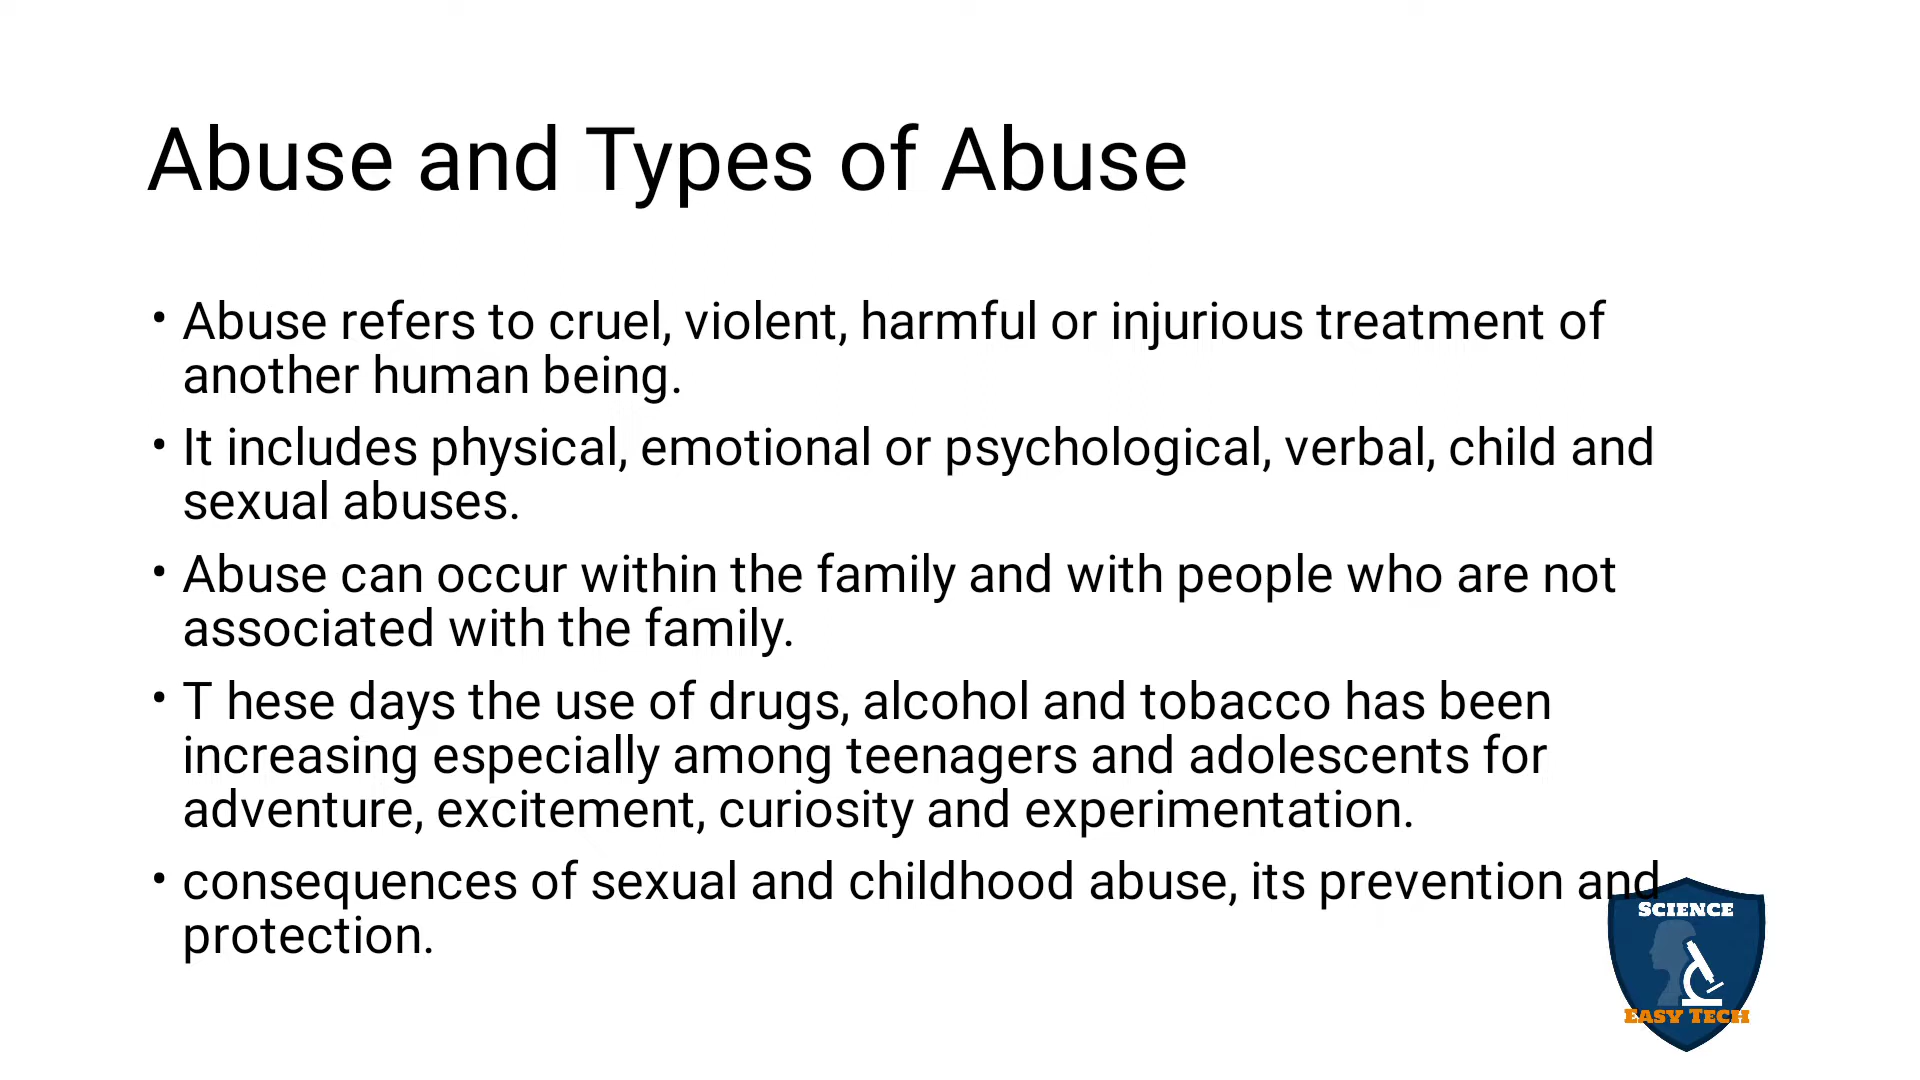 Abuse and Types of Abuse
• Abuse refers to cruel, violent, harmful or injurious treatment of
another human being.
• It includes physical, emotional or psychological, verbal, child and
sexual abuses.
• Abuse can occur within the family and with people who are not
associated with the family.
• T hese days the use of drugs, alcohol and tobacco has been
increasing especially among teenagers and adolescents for
adventure, excitement, curiosity and experimentation.
• consequences of sexual and childhood abuse, its prevention and
protection.
SCIENCE
EASY TECH